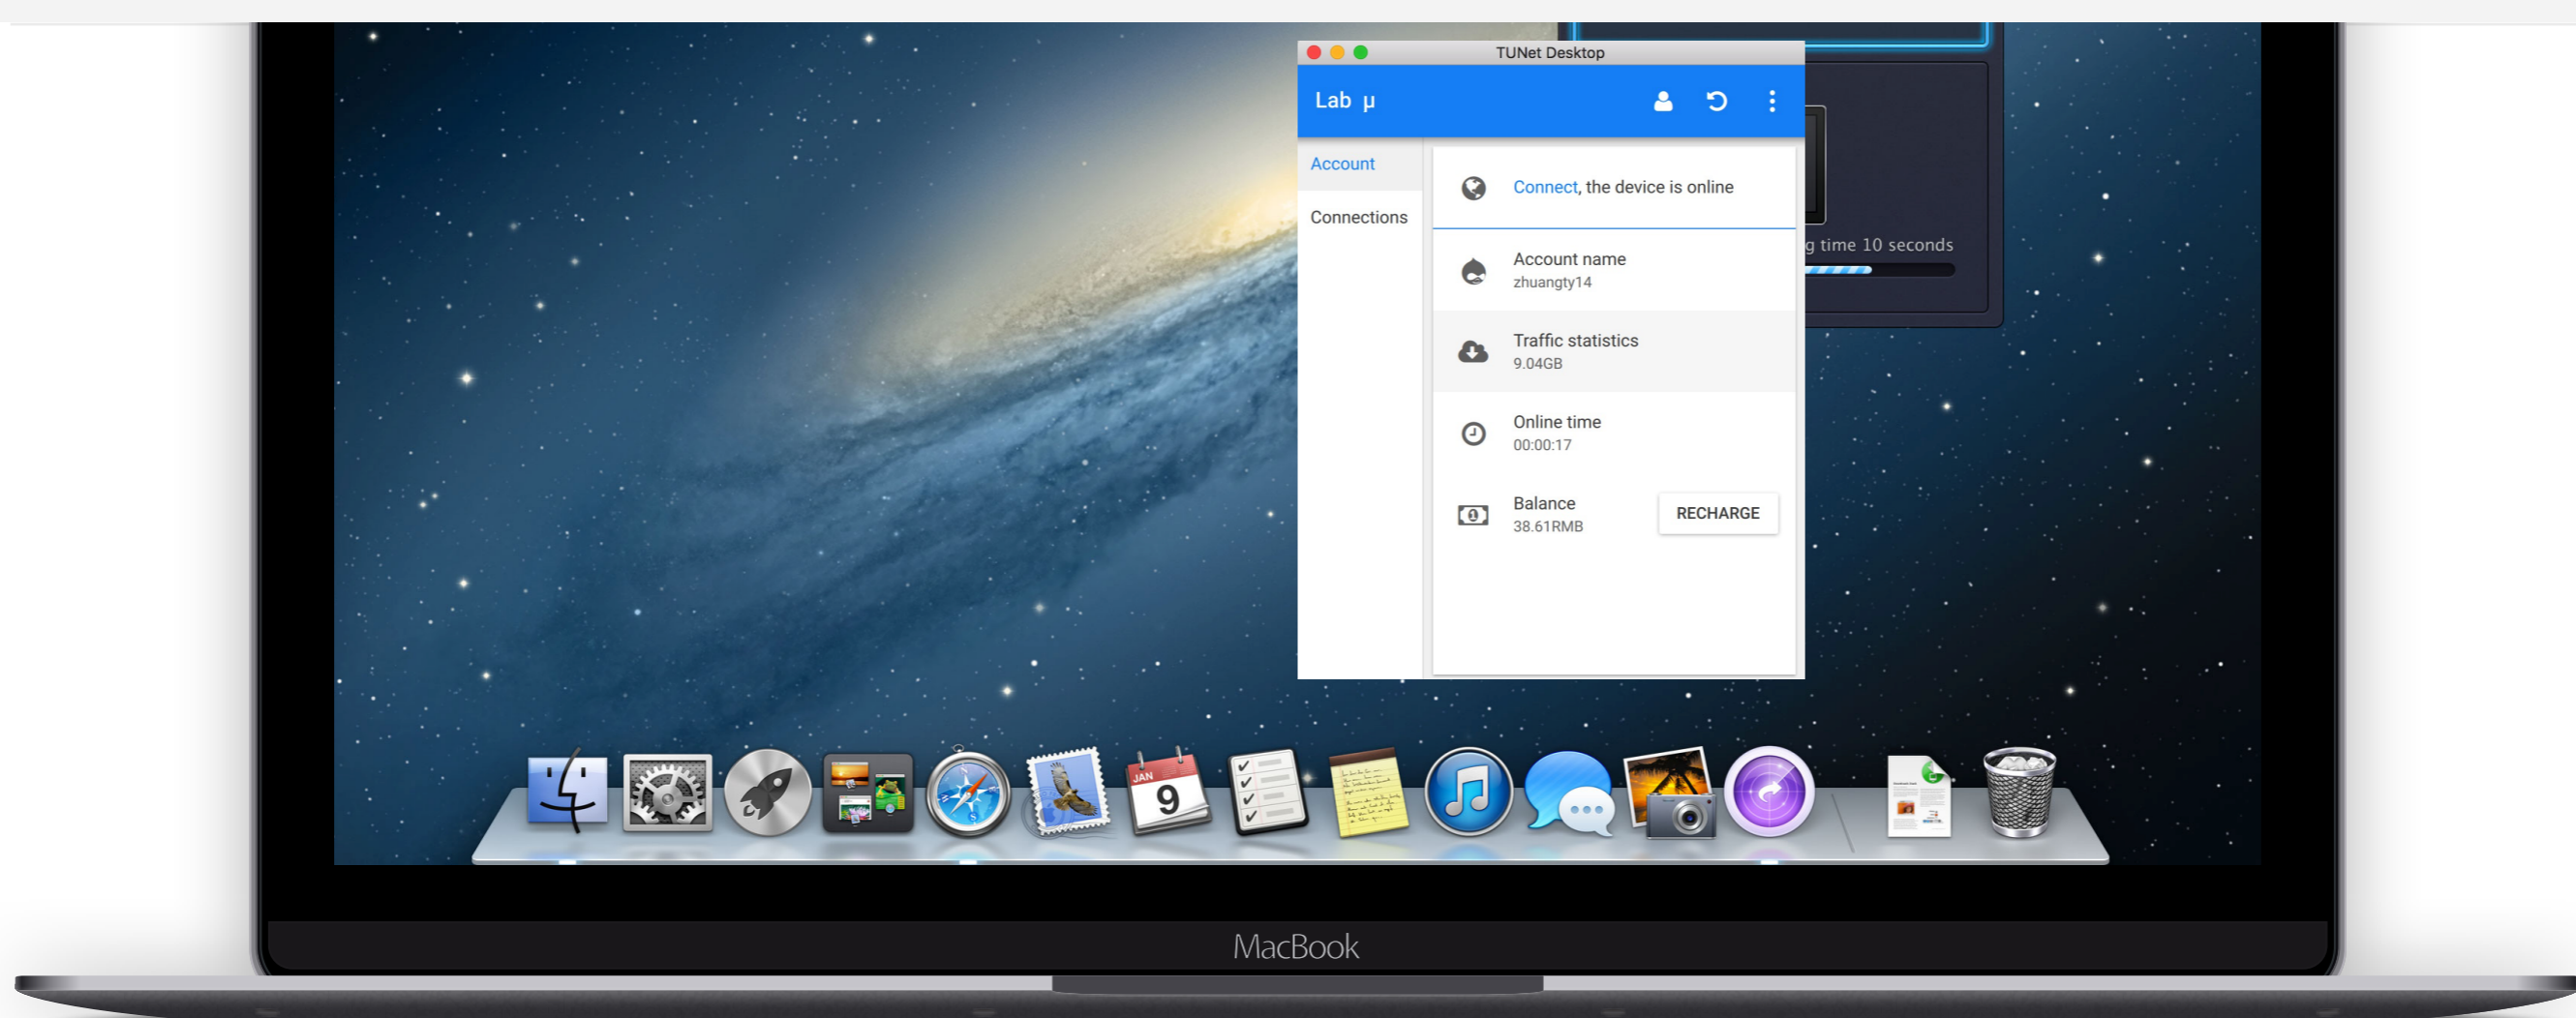 TUNet Desktop
Lab μ
Account
Connections
Connect, the device is online
Account name
zhuangty14
Traffic statistics
9.04GB
Online time
00:00:17
Balance
38.61RMB
RECHARGE
g time 10 seconds
JAN
9
MacBook